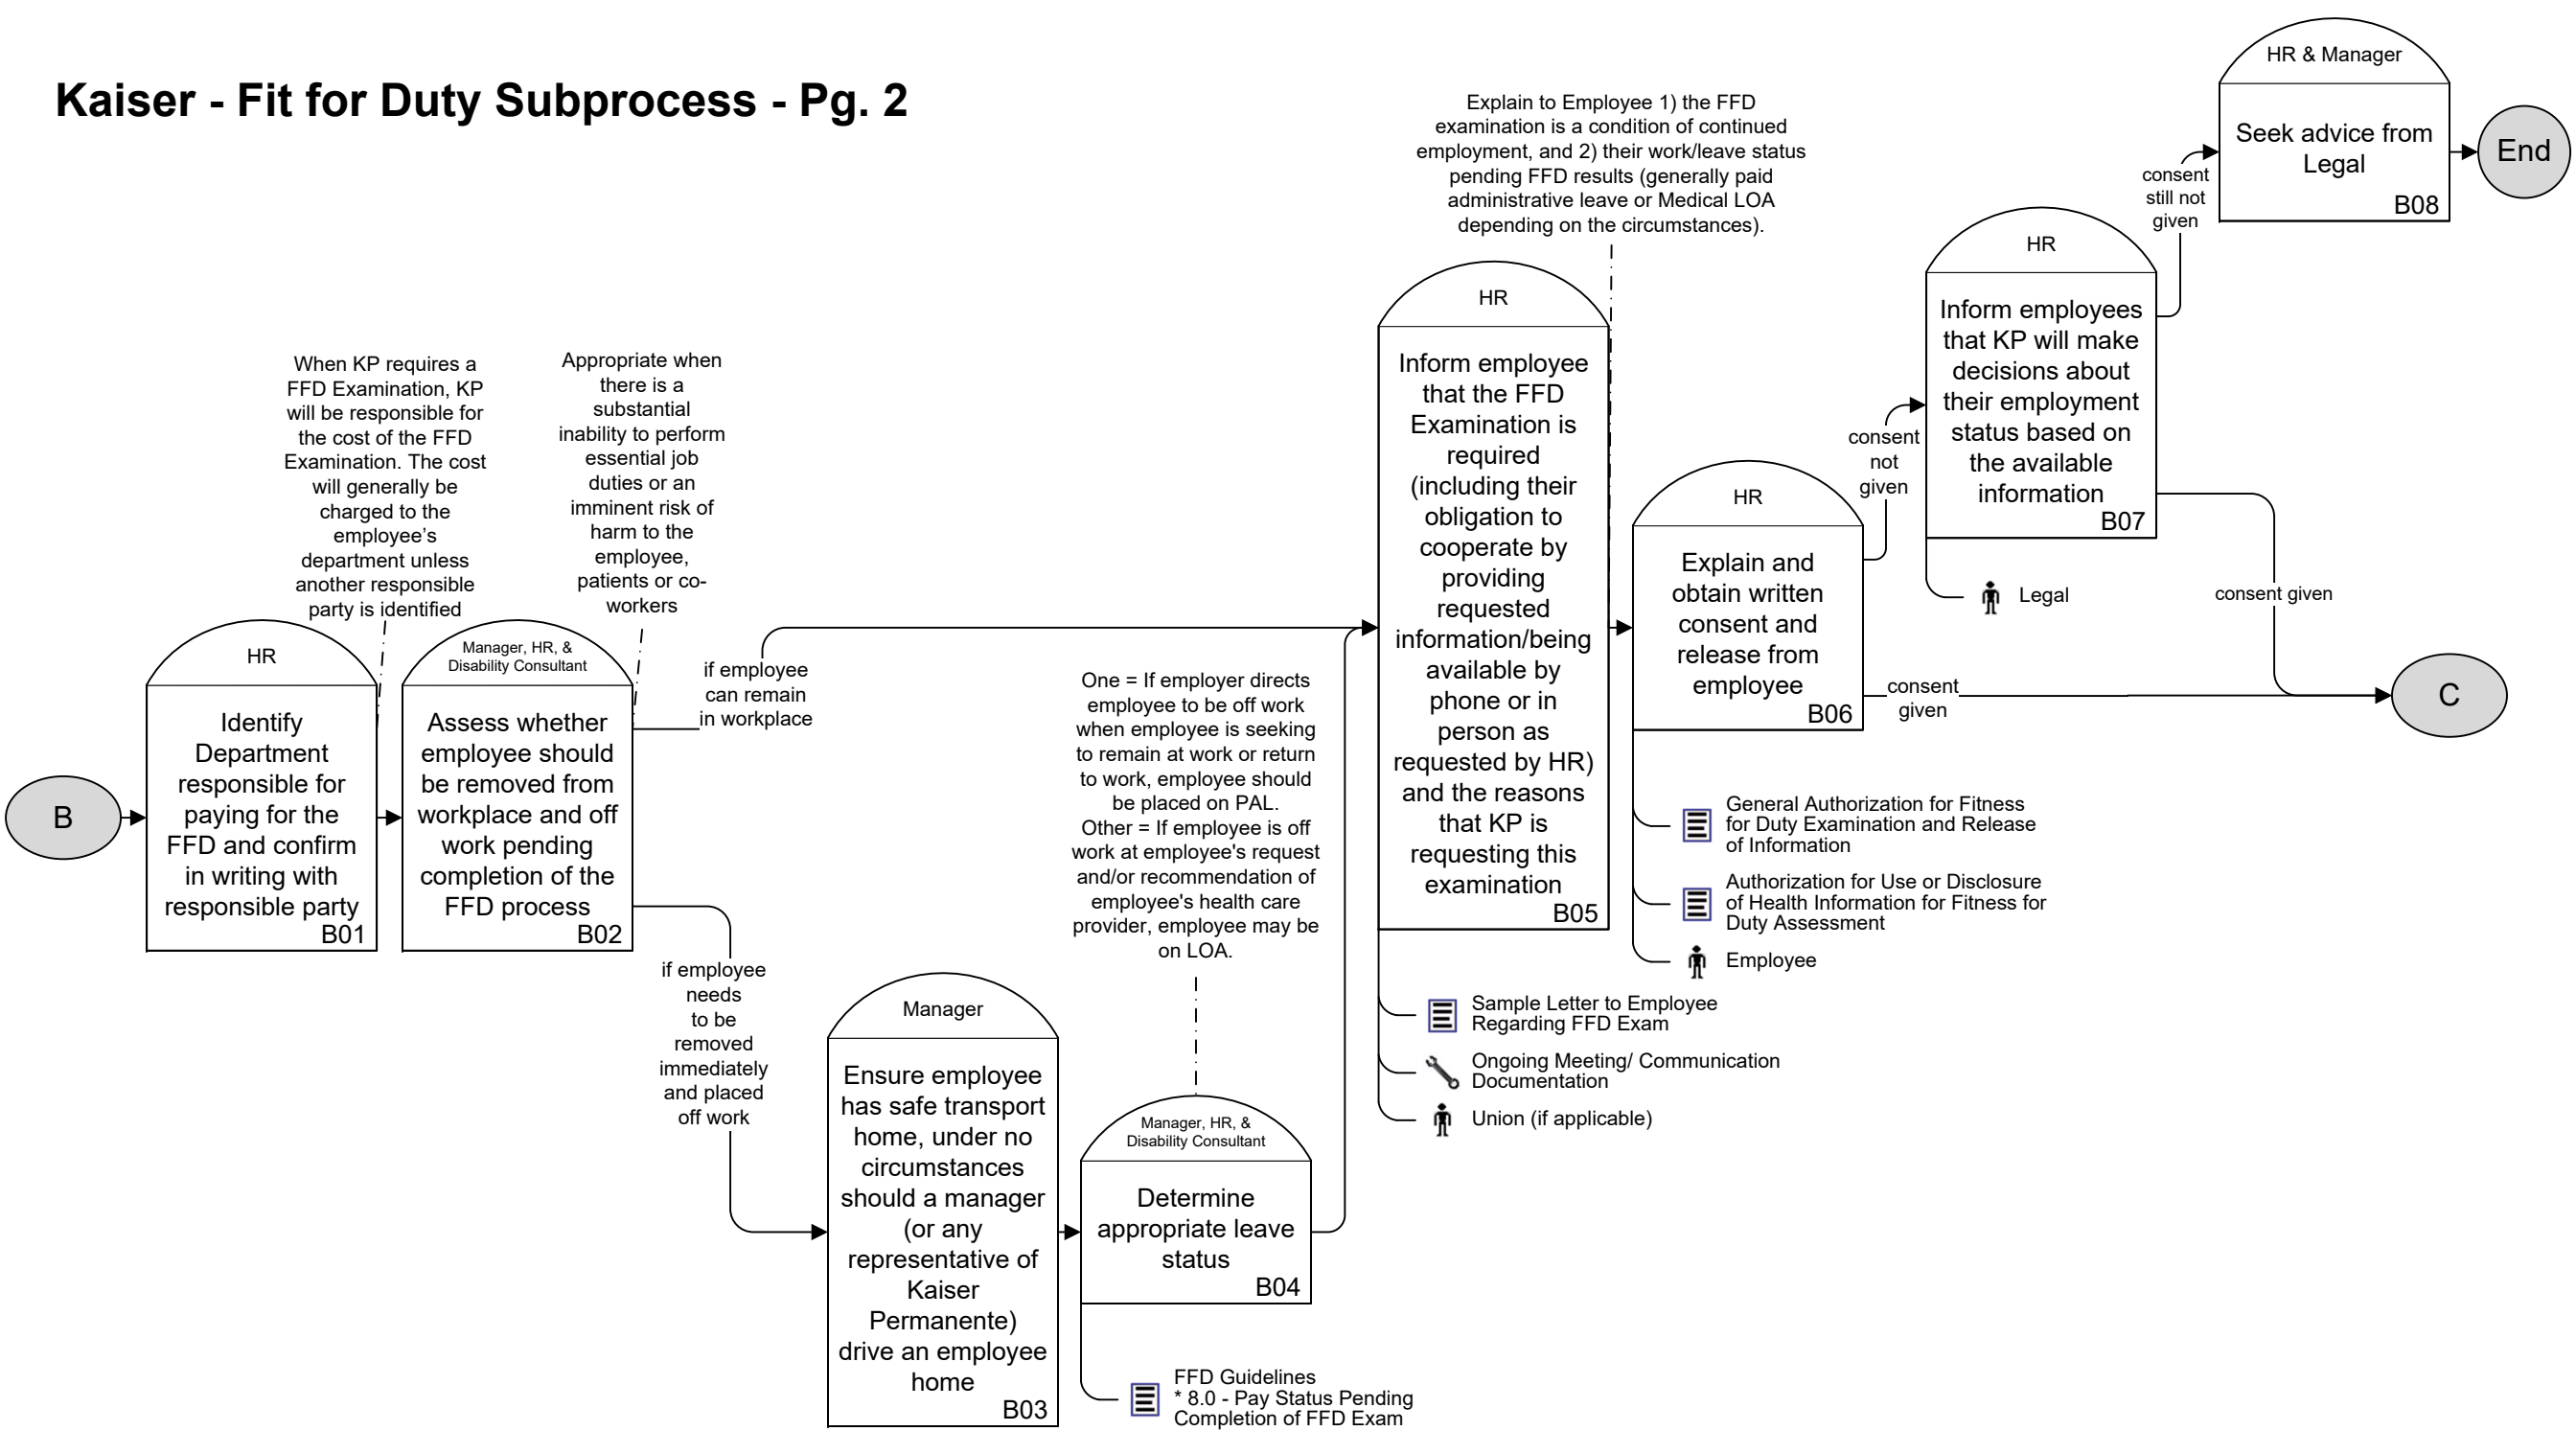 Kaiser - Fit for Duty Subprocess - Pg. 2
B
When KP requires a
FFD Examination, KP
will be responsible for
the cost of the FFD
Examination. The cost
will generally be
charged to the
employee’s
department unless
another responsible
party is identified
HR
Identify
Department
responsible for
paying for the
FFD and confirm
in writing with
responsible party
B01
Appropriate when
there is a
substantial
inability to perform
essential job
duties or an
imminent risk of
harm to the
employee,
patients or co-
workers
Manager, HR, &
Disability Consultant
Assess whether
employee should
be removed from
workplace and off
work pending
completion of the
FFD process
B02
if employee
can remain
in workplace
if employee
needs
to be
removed
immediately
and placed
off work
Manager
Ensure employee
has safe transport
home, under no
circumstances
should a manager
(or any
representative of
Kaiser
Permanente)
drive an employee
home
B03
One = If employer directs
employee to be off work
when employee is seeking
to remain at work or return
to work, employee should
be placed on PAL.
Other = If employee is off
work at employee's request
and/or recommendation of
employee's health care
provider, employee may be
on LOA.
Manager, HR, &
Disability Consultant
Determine
appropriate leave
status
B04
FFD Guidelines
* 8.0 - Pay Status Pending
Completion of FFD Exam
Explain to Employee 1) the FFD
examination is a condition of continued
employment, and 2) their work/leave status
pending FFD results (generally paid
administrative leave or Medical LOA
depending on the circumstances).
HR
Inform employee
that the FFD
Examination is
required
(including their
obligation to
cooperate by
providing
requested
information/being
available by
phone or in
person as
requested by HR)
and the reasons
that KP is
requesting this
examination
B05
Sample Letter to Employee
Regarding FFD Exam
Ongoing Meeting/ Communication
Documentation
Union (if applicable)
HR
Explain and
obtain written
consent and
release from
employee
B06
General Authorization for Fitness
for Duty Examination and Release
of Information
Authorization for Use or Disclosure
of Health Information for Fitness for
Duty Assessment
Employee
consent
not
given
consent
given
HR
Inform employees
that KP will make
decisions about
their employment
status based on
the available
information
B07
Legal
consent
still not
given
consent given
HR & Manager
Seek advice from
Legal
B08
End
C